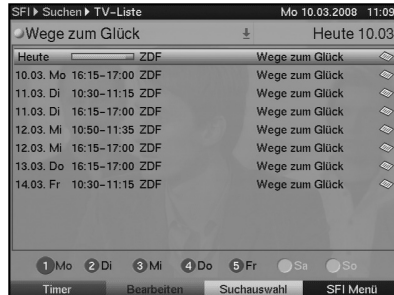 SFI Suchen TV-Liste Mo 10.03.2008 11:09
Wege zum Glück Heute 10.03
Heute ZDF Wege zum Glück
10.03. Mo 16:15-17:00 ZDF Wege zum Glück
11.03. Di 10:30-11:15 ZDF Wege zum Glück
11.03. Di 16:15-17:00 ZDF Wege zum Glück
12.03. Mi 10:50-11:35 ZDF Wege zum Glück
12.03. Mi 16:15-17:00 ZDF Wege zum Glück
13.03. Do 16:15-17:00 ZDF Wege zum Glück
14.03. Fr 10:30-11:15 ZDF Wege zum Glück
1 Mo 2 Di 3 Mi 4 Do 5 Fr Sa So
Timer Bearbeiten Suchauswahl SFI Menü